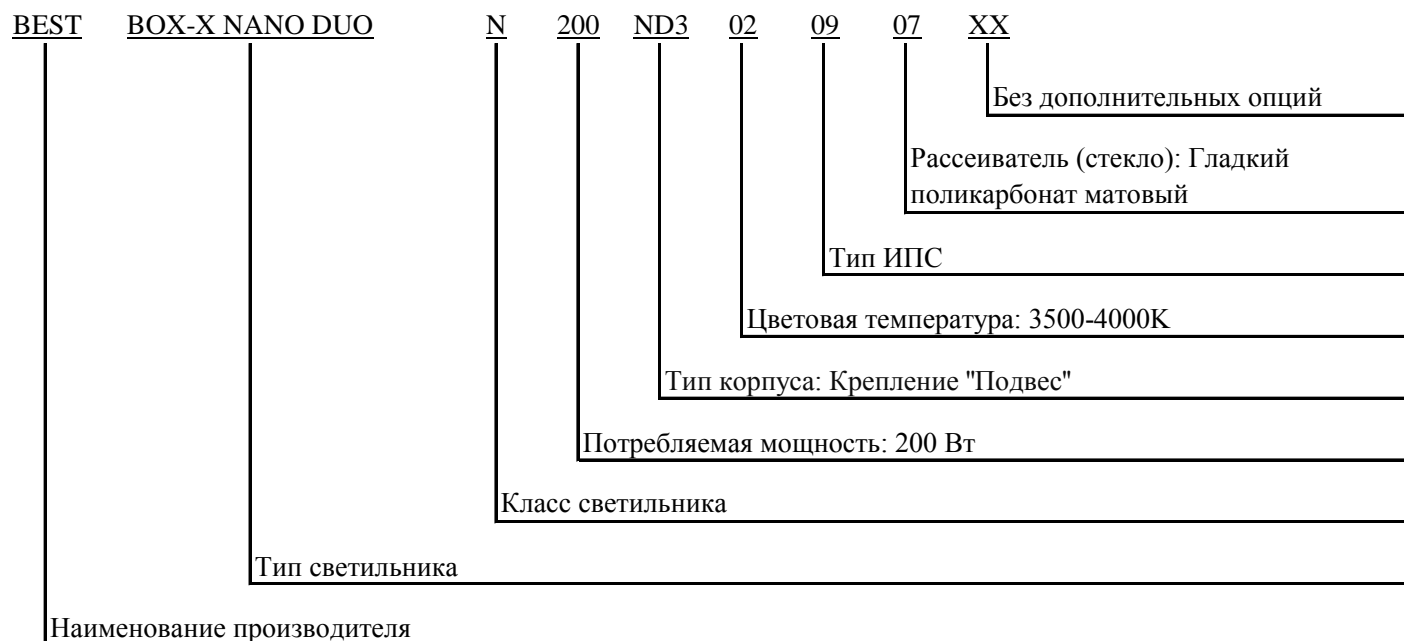 BEST BOX-X NANO DUO N 200 ND3 02 09 07 XX
Без дополнительных опций
Рассеиватель (стекло): Гладкий
поликарбонат матовый
Тип ИПС
Цветовая температура: 3500-4000K
Тип корпуса: Крепление "Подвес"
Потребляемая мощность: 200 Вт
Класс светильника
Тип светильника
Наименование производителя